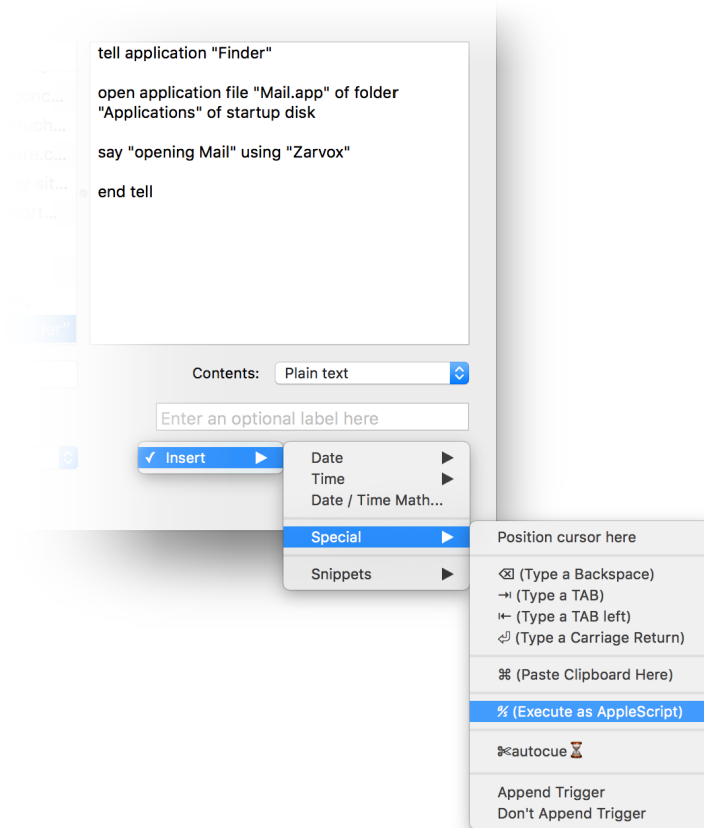 tell application "Finder"
open application file "Mail.app" of folder
"Applications" of startup disk
say "opening Mail" using "Zarvox"
end tell
Contents: Plain text
Enter an optional label here
✓ Insert ▶
Date ▶
Time ▶
Date / Time Math...
Special ▶
Snippets ▶
Position cursor here
⌫ (Type a Backspace)
⇥ (Type a TAB)
⇤ (Type a TAB left)
⏎ (Type a Carriage Return)
⌘ (Paste Clipboard Here)
% (Execute as AppleScript)
✄autocue⏳
Append Trigger
Don't Append Trigger